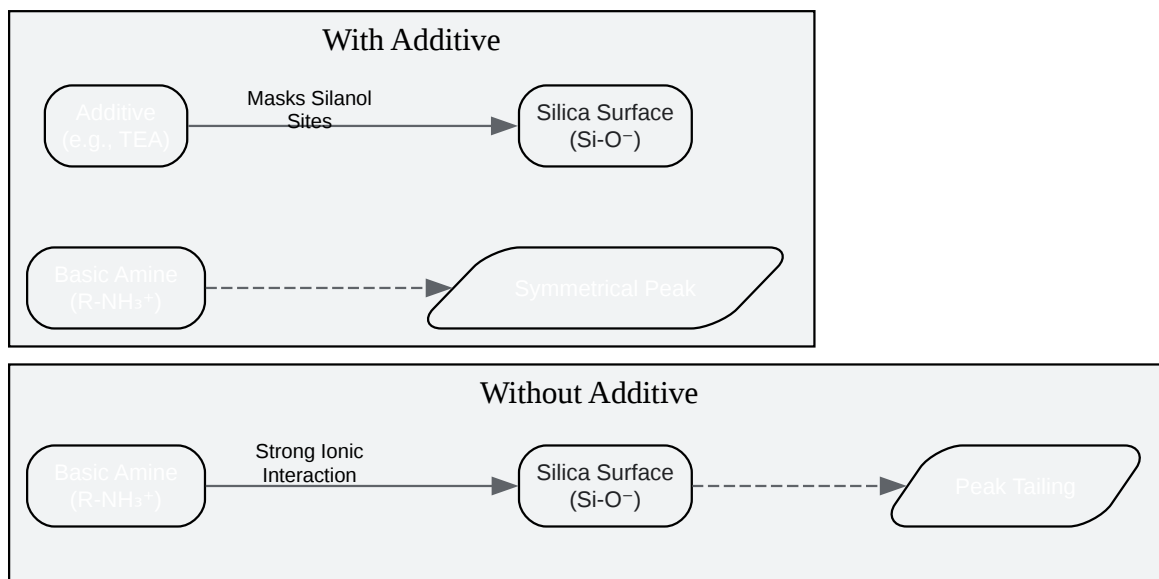 With Additive
Additive
(e.g., TEA)
Masks Silanol
Sites
Silica Surface
(Si-O⁻)
Basic Amine
(R-NH₃⁺)
Symmetrical Peak
Without Additive
Basic Amine
(R-NH₃⁺)
Strong Ionic
Interaction
Silica Surface
(Si-O⁻)
Peak Tailing